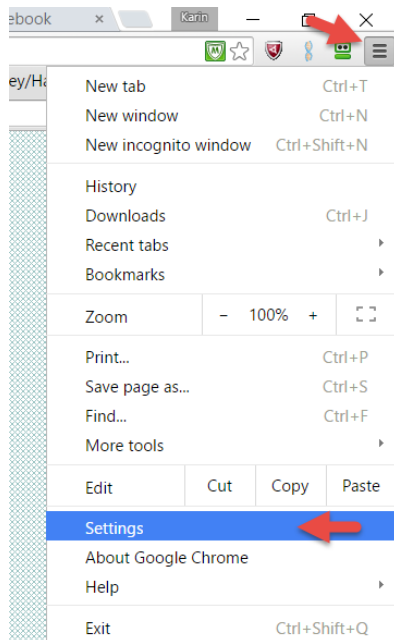 ebook × Karin
ey/Ha
New tab Ctrl+T
New window Ctrl+N
New incognito window Ctrl+Shift+N
History
Downloads Ctrl+J
Recent tabs
Bookmarks
Zoom - 100% +
Print... Ctrl+P
Save page as... Ctrl+S
Find... Ctrl+F
More tools
Edit Cut Copy Paste
Settings
About Google Chrome
Help
Exit Ctrl+Shift+Q